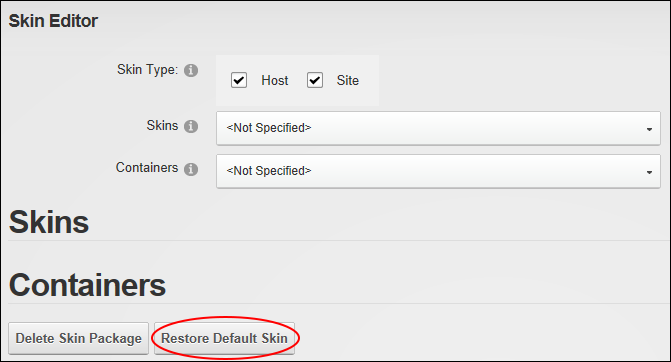 Skin Editor
Skin Type: Host Site
Skins <Not Specified>
Containers <Not Specified>
Skins
Containers
Delete Skin Package Restore Default Skin